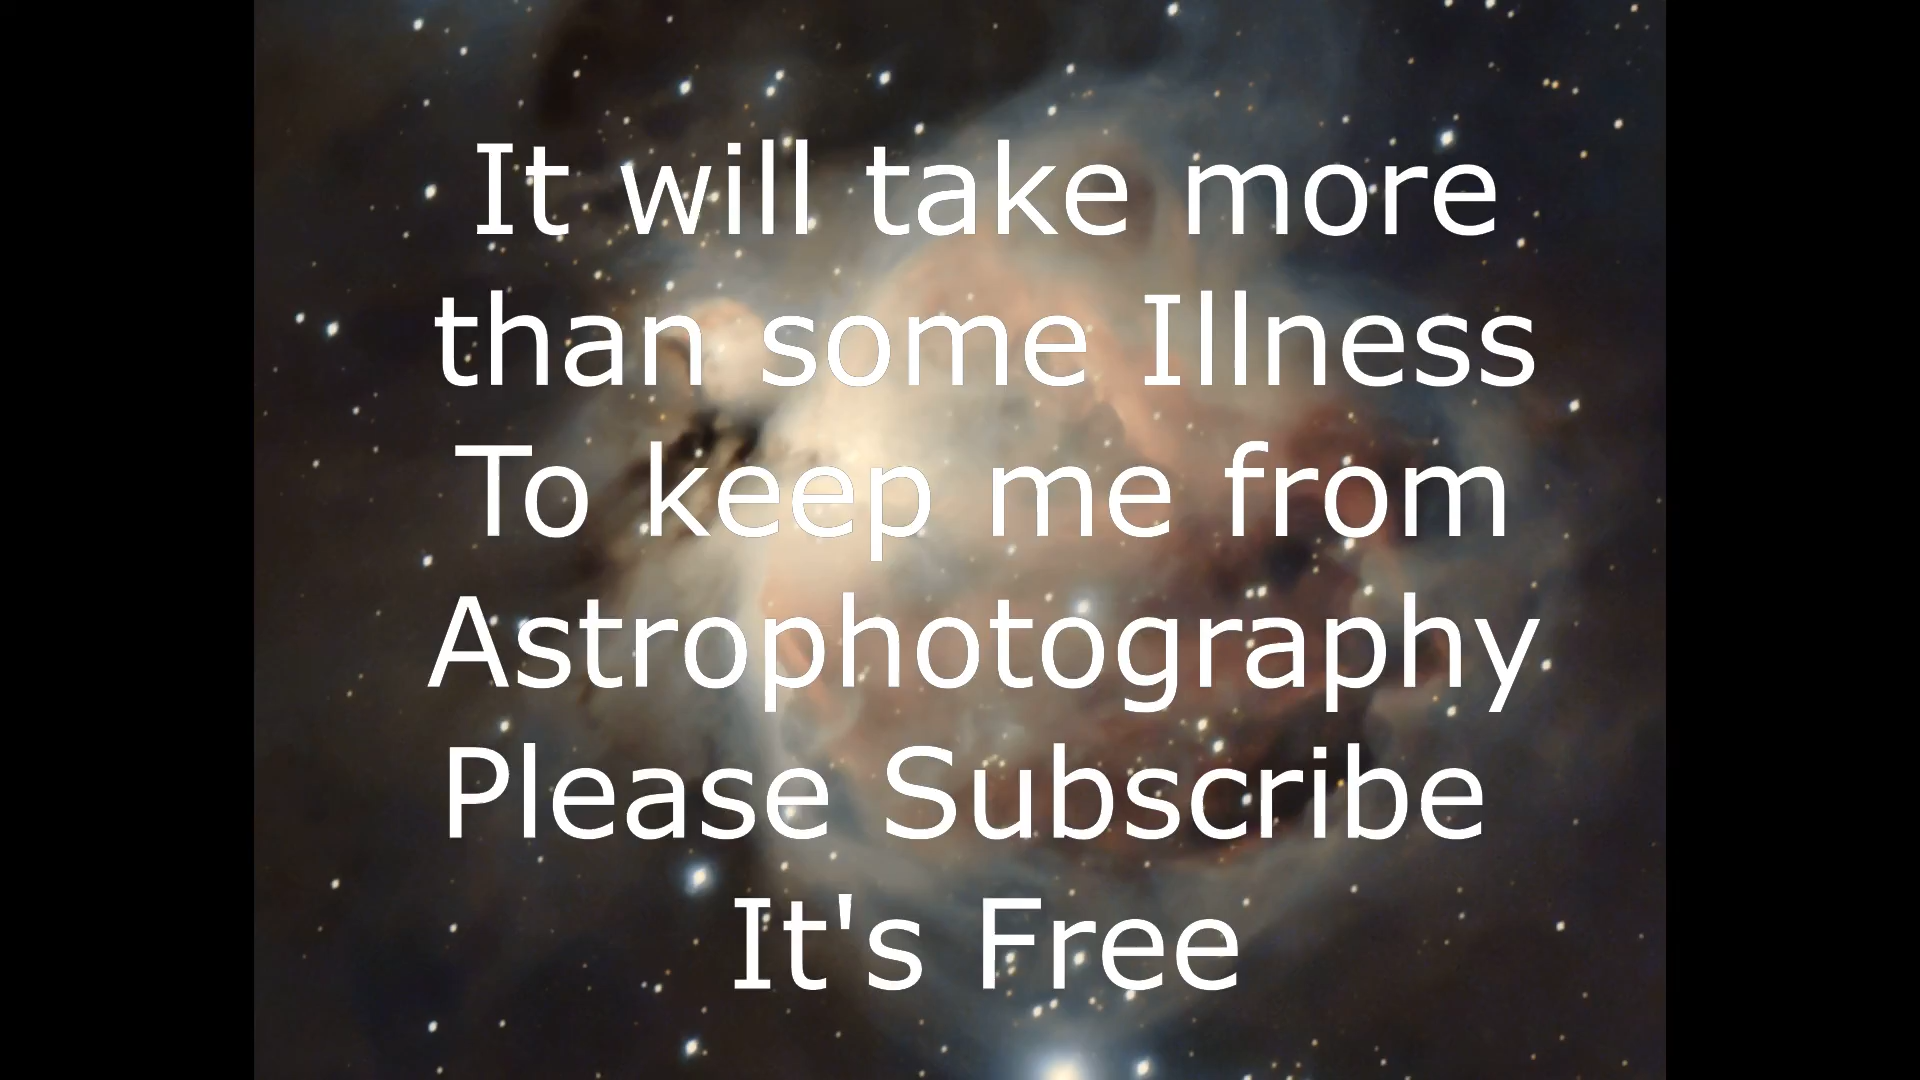 It will take more
than some Illness
To keep me from
Astrophotography
Please Subscribe
It's Free